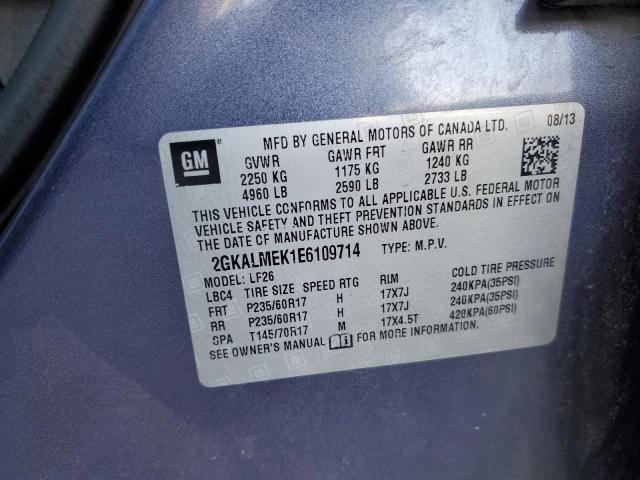 GM
MFD BY GENERAL MOTORS OF CANADA LTD. 08/13
GVWR GAWR FRT GAWR RR
2250 KG 1175 KG 1240 KG
4960 LB 2590 LB 2733 LB
THIS VEHICLE CONFORMS TO ALL APPLICABLE U.S. FEDERAL MOTOR
VEHICLE SAFETY AND THEFT PREVENTION STANDARDS IN EFFECT ON
THE DATE OF MANUFACTURE SHOWN ABOVE.
2GKALMEK1E6109714 TYPE: M.P.V.
MODEL: LF26
LBC4 TIRE SIZE SPEED RTG RIM COLD TIRE PRESSURE
FRT P235/60R17 H 17X7J 240KPA(35PSI)
RR P235/60R17 H 17X7J 240KPA(35PSI)
SPA T145/70R17 M 17X4.5T 420KPA(60PSI)
SEE OWNER'S MANUAL FOR MORE INFORMATION.